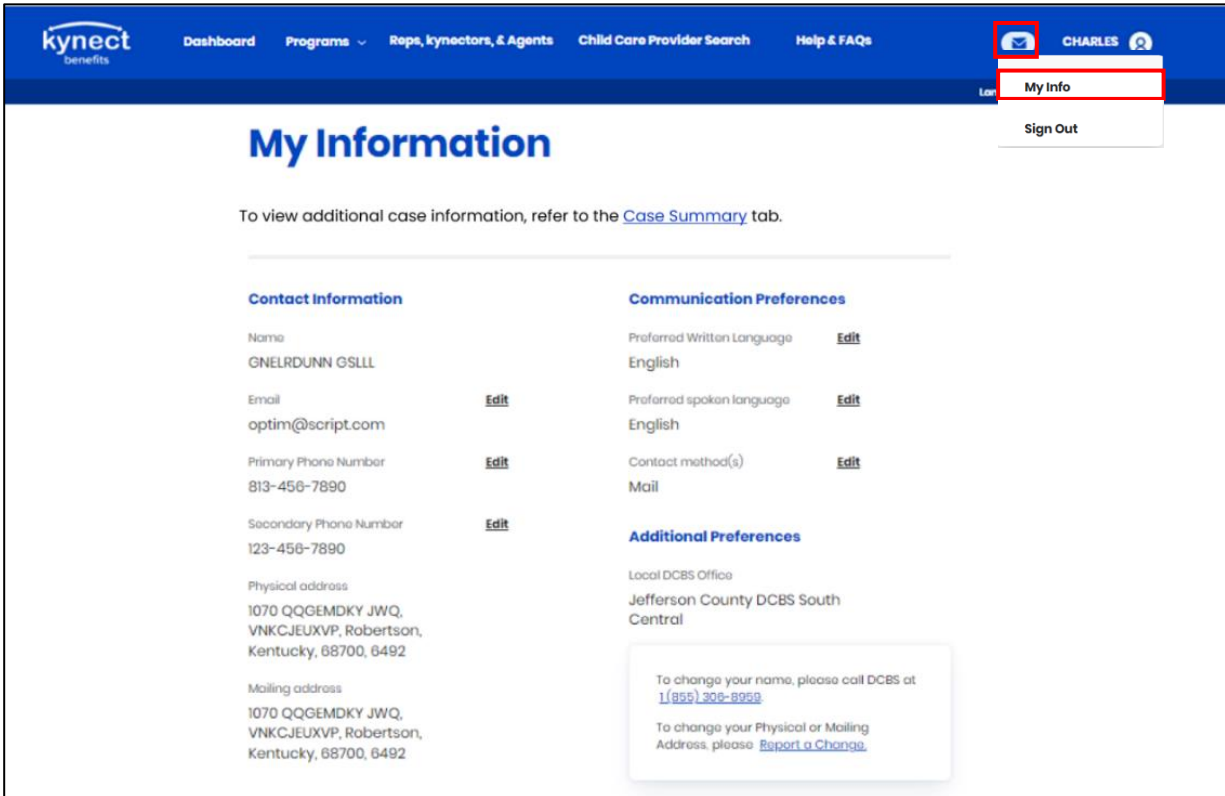 kynect
benefits
Dashboard Programs Reps, kynectors, & Agents Child Care Provider Search Help & FAQs CHARLES
My Info
Sign Out
My Information
To view additional case information, refer to the Case Summary tab.
Contact Information
Name
GNELRDUNN GSLLL
Email Edit
optim@script.com
Primary Phone Number Edit
813-456-7890
Secondary Phone Number Edit
123-456-7890
Physical address
1070 QQGEMDKY JWQ,
VNKCJEUXVP, Robertson,
Kentucky, 68700, 6492
Mailing address
1070 QQGEMDKY JWQ,
VNKCJEUXVP, Robertson,
Kentucky, 68700, 6492
Communication Preferences
Preferred Written Language Edit
English
Preferred spoken language Edit
English
Contact method(s) Edit
Mail
Additional Preferences
Local DCBS Office
Jefferson County DCBS South
Central
To change your name, please call DCBS at
1(855) 306-8959.
To change your Physical or Mailing
Address, please Report a Change.